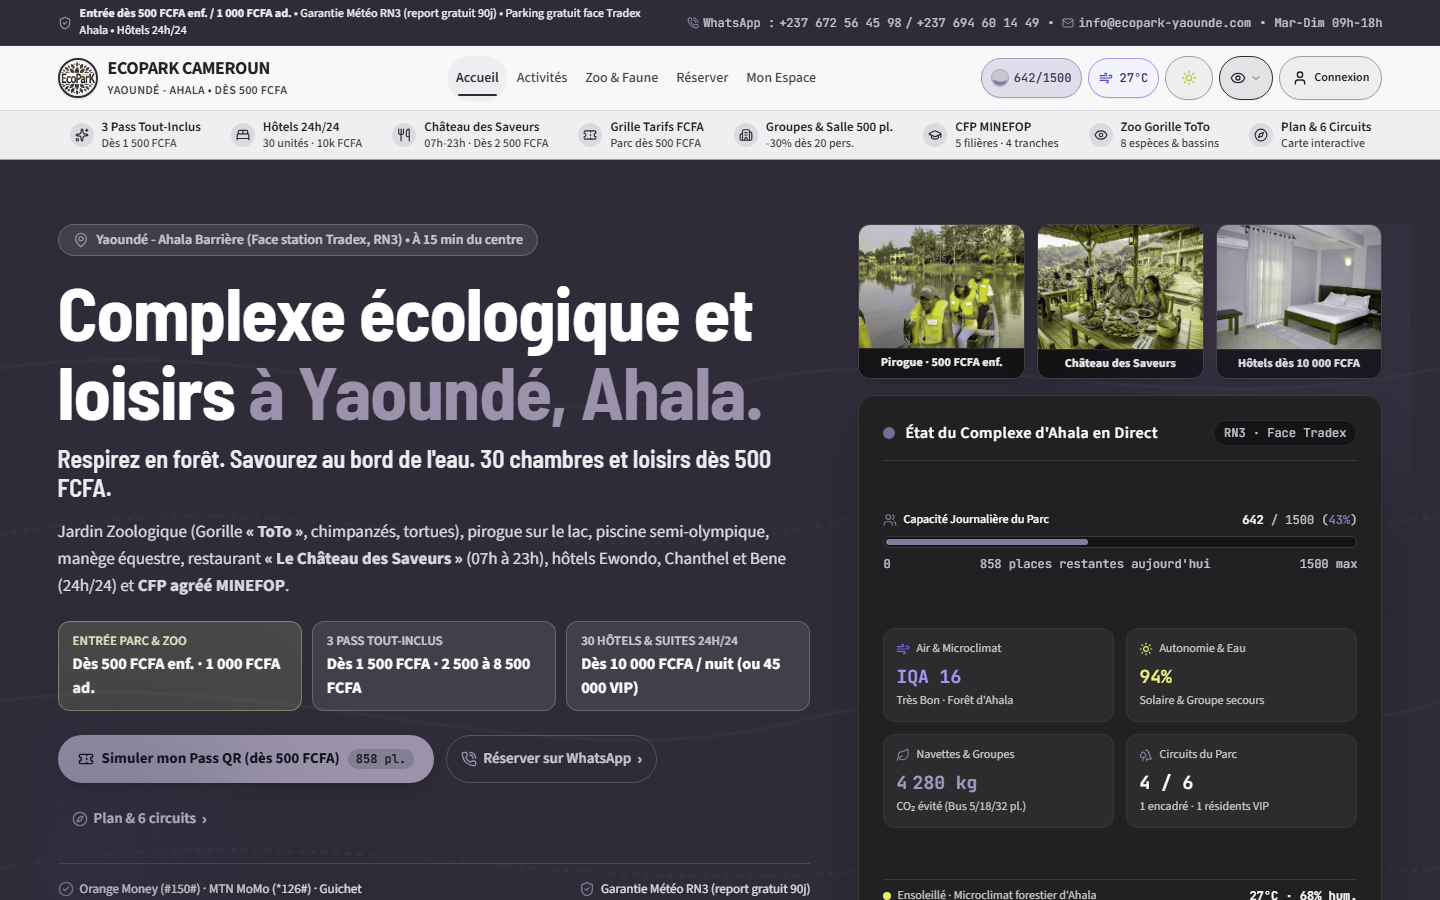 Entrée dès 500 FCFA enf. / 1 000 FCFA ad. • Garantie Météo RN3 (report gratuit 90j) • Parking gratuit face Tradex
Ahala • Hôtels 24h/24
WhatsApp : +237 672 56 45 98 / +237 694 60 14 49 • info@ecopark-yaounde.com • Mar-Dim 09h-18h
EcoPark
ECOPARK CAMEROUN
YAOUNDÉ - AHALA • DÈS 500 FCFA
Accueil Activités Zoo & Faune Réserver Mon Espace
642/1500 27°C Connexion
3 Pass Tout-Inclus
Dès 1 500 FCFA
Hôtels 24h/24
30 unités · 10k FCFA
Château des Saveurs
07h-23h · Dès 2 500 FCFA
Grille Tarifs FCFA
Parc dès 500 FCFA
Groupes & Salle 500 pl.
-30% dès 20 pers.
CFP MINEFOP
5 filières · 4 tranches
Zoo Gorille ToTo
8 espèces & bassins
Plan & 6 Circuits
Carte interactive
Yaoundé - Ahala Barrière (Face station Tradex, RN3) • À 15 min du centre
Complexe écologique et
loisirs à Yaoundé, Ahala.
Respirez en forêt. Savourez au bord de l'eau. 30 chambres et loisirs dès 500
FCFA.
Jardin Zoologique (Gorille « ToTo », chimpanzés, tortues), pirogue sur le lac, piscine semi-olympique,
manège équestre, restaurant « Le Château des Saveurs » (07h à 23h), hôtels Ewondo, Chanthel et Bene
(24h/24) et CFP agréé MINEFOP.
ENTRÉE PARC & ZOO
Dès 500 FCFA enf. · 1 000 FCFA
ad.
3 PASS TOUT-INCLUS
Dès 1 500 FCFA · 2 500 à 8 500
FCFA
30 HÔTELS & SUITES 24H/24
Dès 10 000 FCFA / nuit (ou 45
000 VIP)
Simuler mon Pass QR (dès 500 FCFA) 858 pl.
Réserver sur WhatsApp ›
Plan & 6 circuits ›
Orange Money (#150#) · MTN MoMo (*126#) · Guichet
Garantie Météo RN3 (report gratuit 90j)
Pirogue · 500 FCFA enf.
Château des Saveurs
Hôtels dès 10 000 FCFA
État du Complexe d'Ahala en Direct
RN3 · Face Tradex
Capacité Journalière du Parc
642 / 1500 (43%)
0 858 places restantes aujourd'hui 1500 max
Air & Microclimat
IQA 16
Très Bon · Forêt d'Ahala
Autonomie & Eau
94%
Solaire & Groupe secours
Navettes & Groupes
4 280 kg
CO₂ évité (Bus 5/18/32 pl.)
Circuits du Parc
4 / 6
1 encadré · 1 résidents VIP
Ensoleillé · Microclimat forestier d'Ahala
27°C · 68% hum.